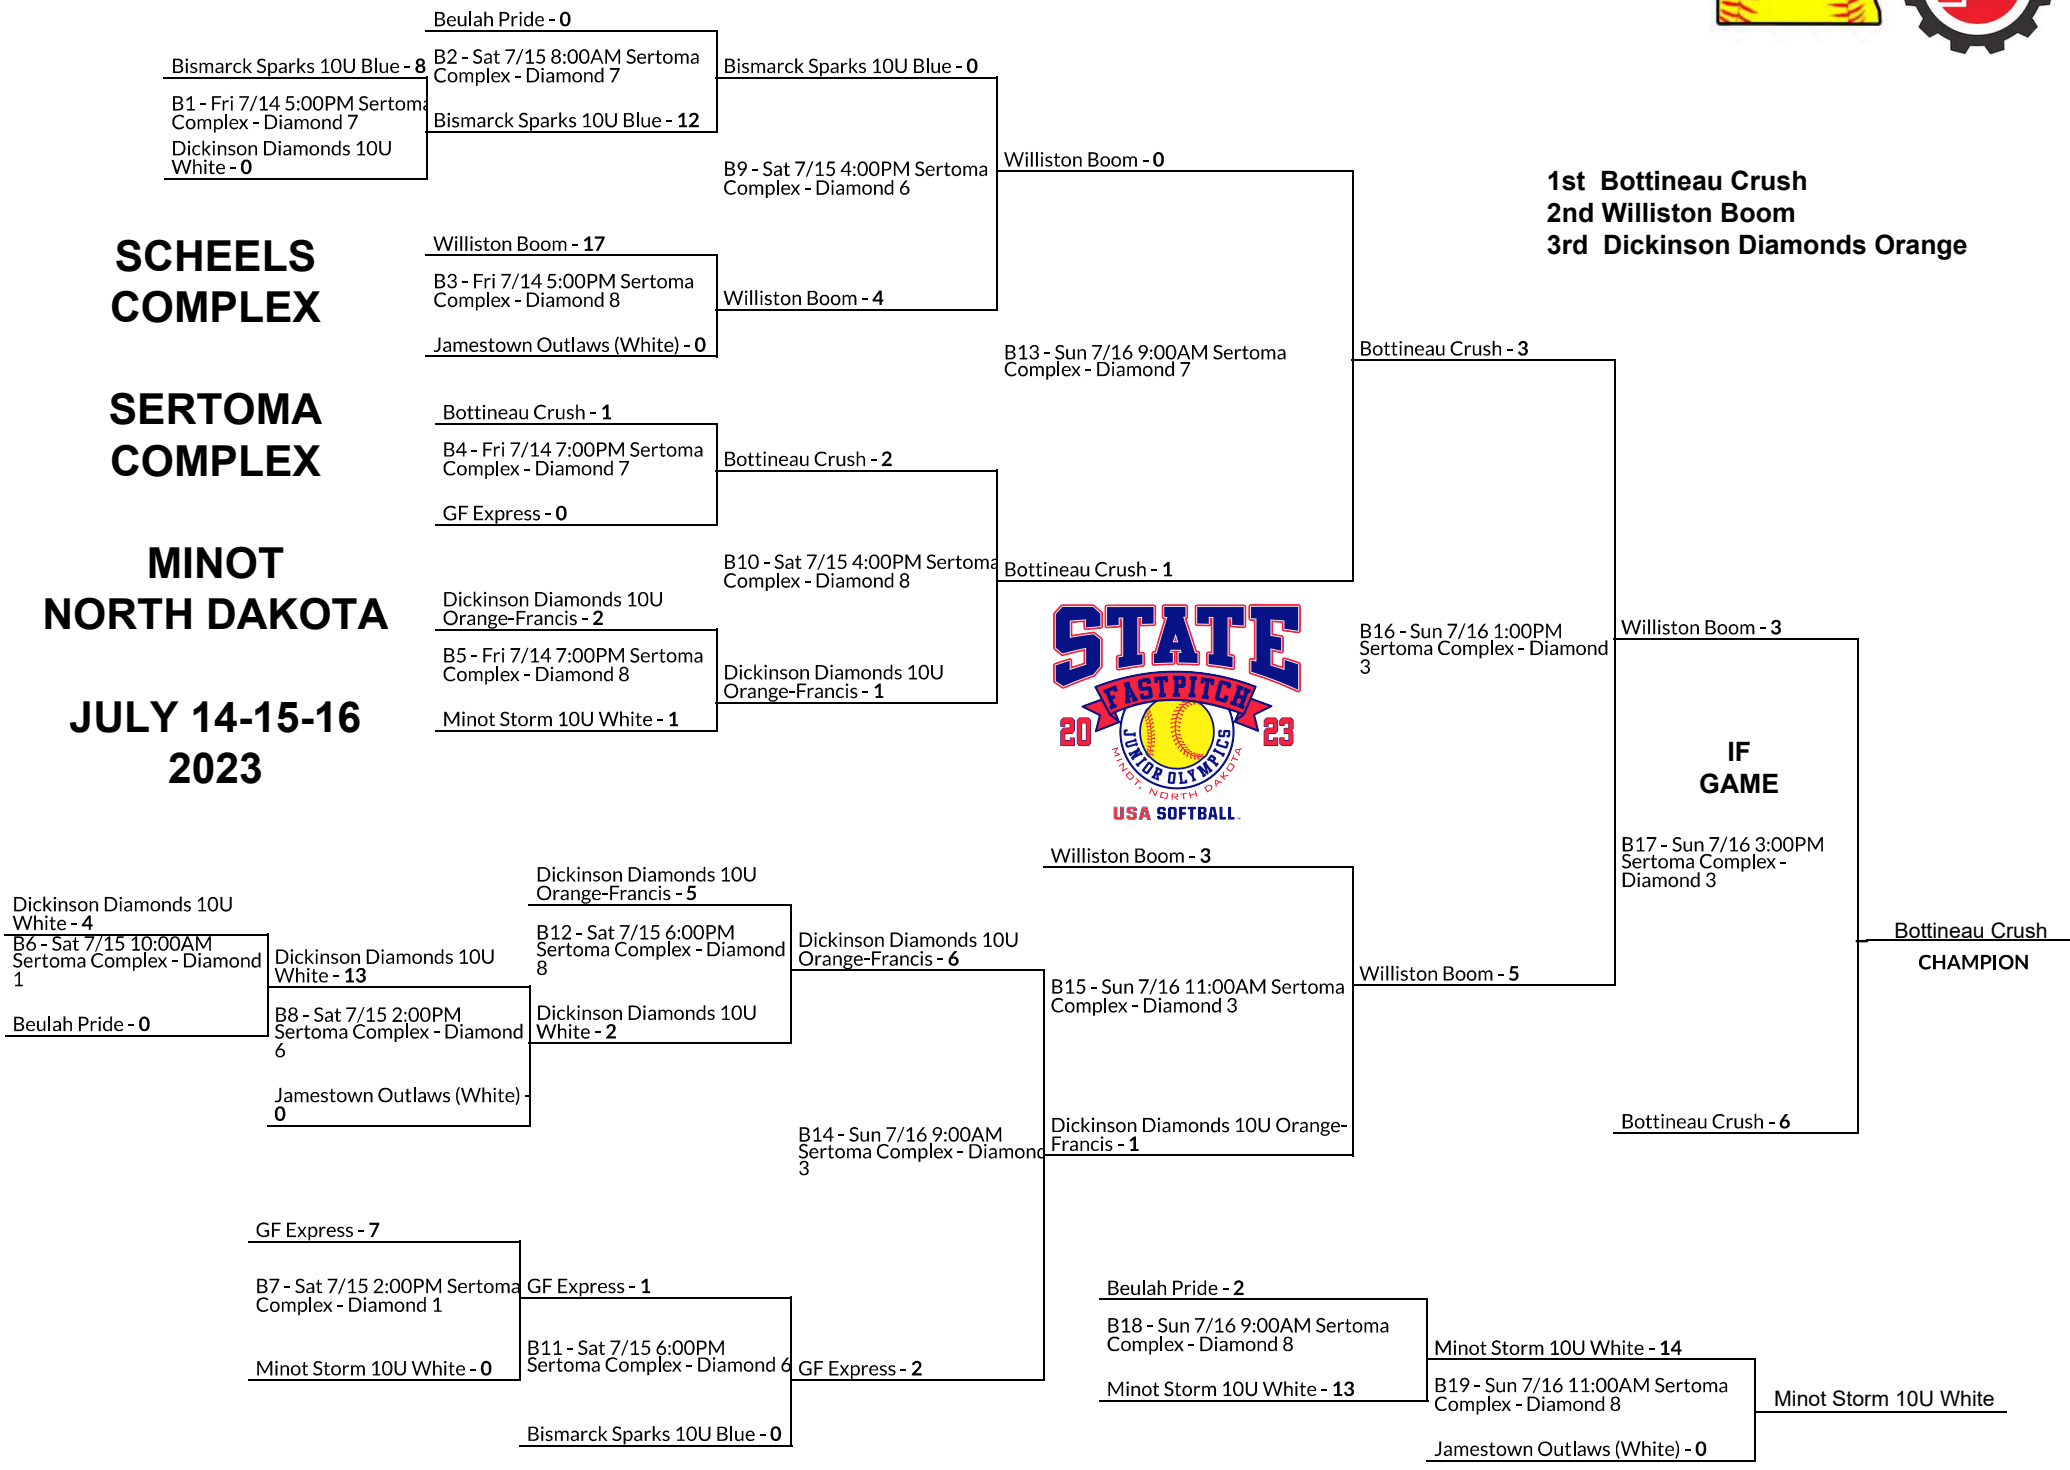 Beulah Pride - 0
B2 - Sat 7/15 8:00AM Sertoma
Complex - Diamond 7
Bismarck Sparks 10U Blue - 12
Bismarck Sparks 10U Blue - 8
B1 - Fri 7/14 5:00PM Sertoma
Complex - Diamond 7
Dickinson Diamonds 10U
White - 0
Bismarck Sparks 10U Blue - 0
B9 - Sat 7/15 4:00PM Sertoma
Complex - Diamond 6
Williston Boom - 0
1st Bottineau Crush
2nd Williston Boom
3rd Dickinson Diamonds Orange
SCHEELS
COMPLEX
Williston Boom - 17
B3 - Fri 7/14 5:00PM Sertoma
Complex - Diamond 8
Jamestown Outlaws (White) - 0
Williston Boom - 4
B13 - Sun 7/16 9:00AM Sertoma
Complex - Diamond 7
Bottineau Crush - 3
SERTOMA
COMPLEX
Bottineau Crush - 1
B4 - Fri 7/14 7:00PM Sertoma
Complex - Diamond 7
GF Express - 0
Bottineau Crush - 2
B10 - Sat 7/15 4:00PM Sertoma
Complex - Diamond 8
Bottineau Crush - 1
MINOT
NORTH DAKOTA
Dickinson Diamonds 10U
Orange-Francis - 2
B5 - Fri 7/14 7:00PM Sertoma
Complex - Diamond 8
Minot Storm 10U White - 1
Dickinson Diamonds 10U
Orange-Francis - 1
STATE
FASTPITCH
20 23
JUNIOR OLYMPICS
MINOT, NORTH DAKOTA
USA SOFTBALL
B16 - Sun 7/16 1:00PM
Sertoma Complex - Diamond
3
Williston Boom - 3
JULY 14-15-16
2023
IF
GAME
B17 - Sun 7/16 3:00PM
Sertoma Complex -
Diamond 3
Bottineau Crush
CHAMPION
Dickinson Diamonds 10U
White - 4
B6 - Sat 7/15 10:00AM
Sertoma Complex - Diamond
1
Beulah Pride - 0
Dickinson Diamonds 10U
White - 13
B8 - Sat 7/15 2:00PM
Sertoma Complex - Diamond
6
Jamestown Outlaws (White) -
0
Dickinson Diamonds 10U
Orange-Francis - 5
B12 - Sat 7/15 6:00PM
Sertoma Complex - Diamond
8
Dickinson Diamonds 10U
White - 2
Dickinson Diamonds 10U
Orange-Francis - 6
Williston Boom - 3
B15 - Sun 7/16 11:00AM Sertoma
Complex - Diamond 3
Dickinson Diamonds 10U Orange-
Francis - 1
Williston Boom - 5
Bottineau Crush - 6
B14 - Sun 7/16 9:00AM
Sertoma Complex - Diamond
3
GF Express - 7
B7 - Sat 7/15 2:00PM Sertoma
Complex - Diamond 1
Minot Storm 10U White - 0
GF Express - 1
B11 - Sat 7/15 6:00PM
Sertoma Complex - Diamond 6
Bismarck Sparks 10U Blue - 0
GF Express - 2
Beulah Pride - 2
B18 - Sun 7/16 9:00AM Sertoma
Complex - Diamond 8
Minot Storm 10U White - 13
Minot Storm 10U White - 14
B19 - Sun 7/16 11:00AM Sertoma
Complex - Diamond 8
Jamestown Outlaws (White) - 0
Minot Storm 10U White